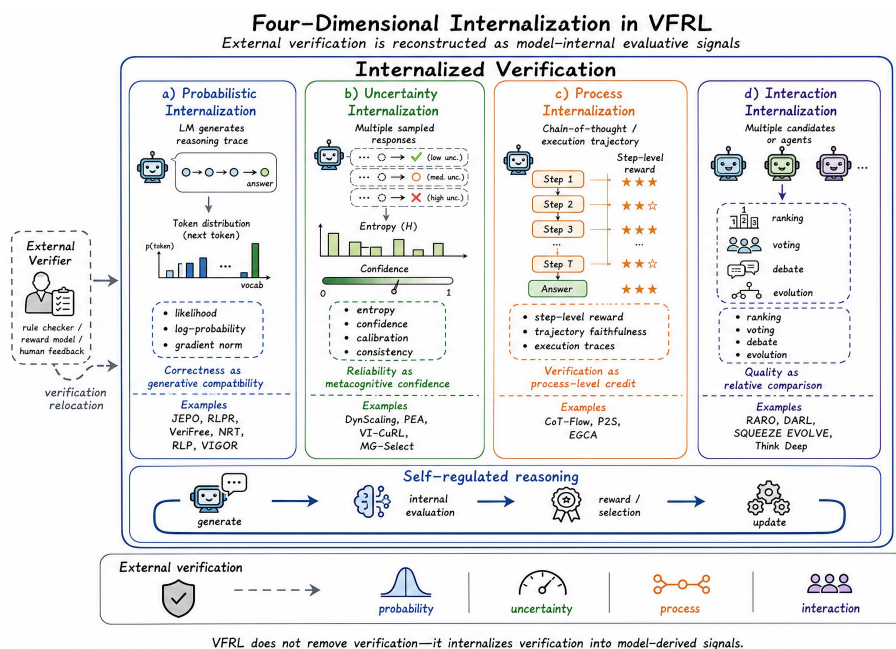 Four-Dimensional Internalization in VFRL
External verification is reconstructed as model-internal evaluative signals
Internalized Verification
External
Verifier
rule checker /
reward model /
human feedback
verification
relocation
a) Probabilistic
Internalization
LM generates
reasoning trace
answer
Token distribution
(next token)
p(token)
...
vocab
• likelihood
• log-probability
• gradient norm
Correctness as
generative compatbility
Examples
JEPO, RLPR,
VeriFree, NRT,
RLP, VIGOR
b) Uncertainty
Internalization
Multiple sampled
responses
... (low unc.)
... (med. unc.)
... (high unc.)
Entropy (H)
Confidence
0 1
• entropy
• confidence
• calibration
• consistency
Reliability as
metacognitive confidence
Examples
DynScaling, PEA,
VI-CuRL,
MG-Select
c) Process
Internalization
Chain-of-thought /
execution trajectory
Step-level
reward
Step 1
Step 2
Step 3
... ...
Step T
Answer
• step-level reward
• trajectory faithfulness
• execution traces
Verification as
process-level credit
Examples
CoT-Flow, P2S,
EGCA
d) Interaction
Internalization
Multiple candidates
or agents
...
1
2 3
ranking
voting
debate
evolution
• ranking
• voting
• debate
• evolution
Quality as
relative comparison
Examples
RARO, DARL,
SQUEEZE EVOLVE,
Think Deep
Self-regulated reasoning
...
generate
internal
evaluation
reward /
selection
update
External verification
probability
uncertainty
process
interaction
VFRL does not remove verification—it internalizes verification into model-derived signals.